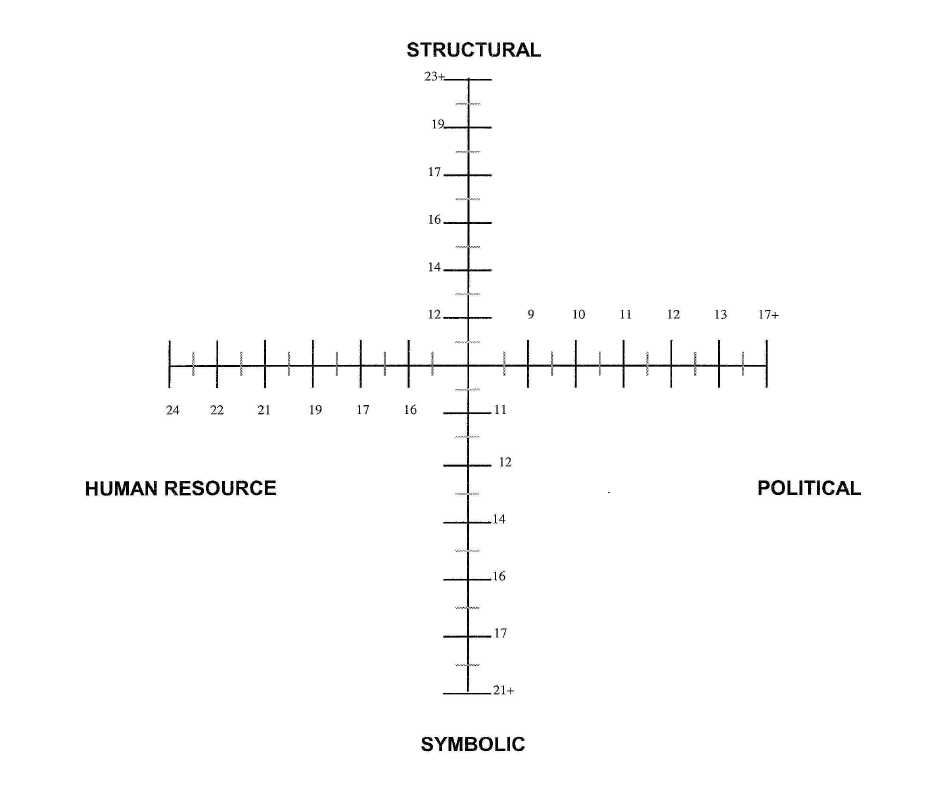 STRUCTURAL
23+
19
17
16
14
12
9 10 11 12 13 17+
24 22 21 19 17 16
11
12
14
16
17
21+
HUMAN RESOURCE
POLITICAL
SYMBOLIC